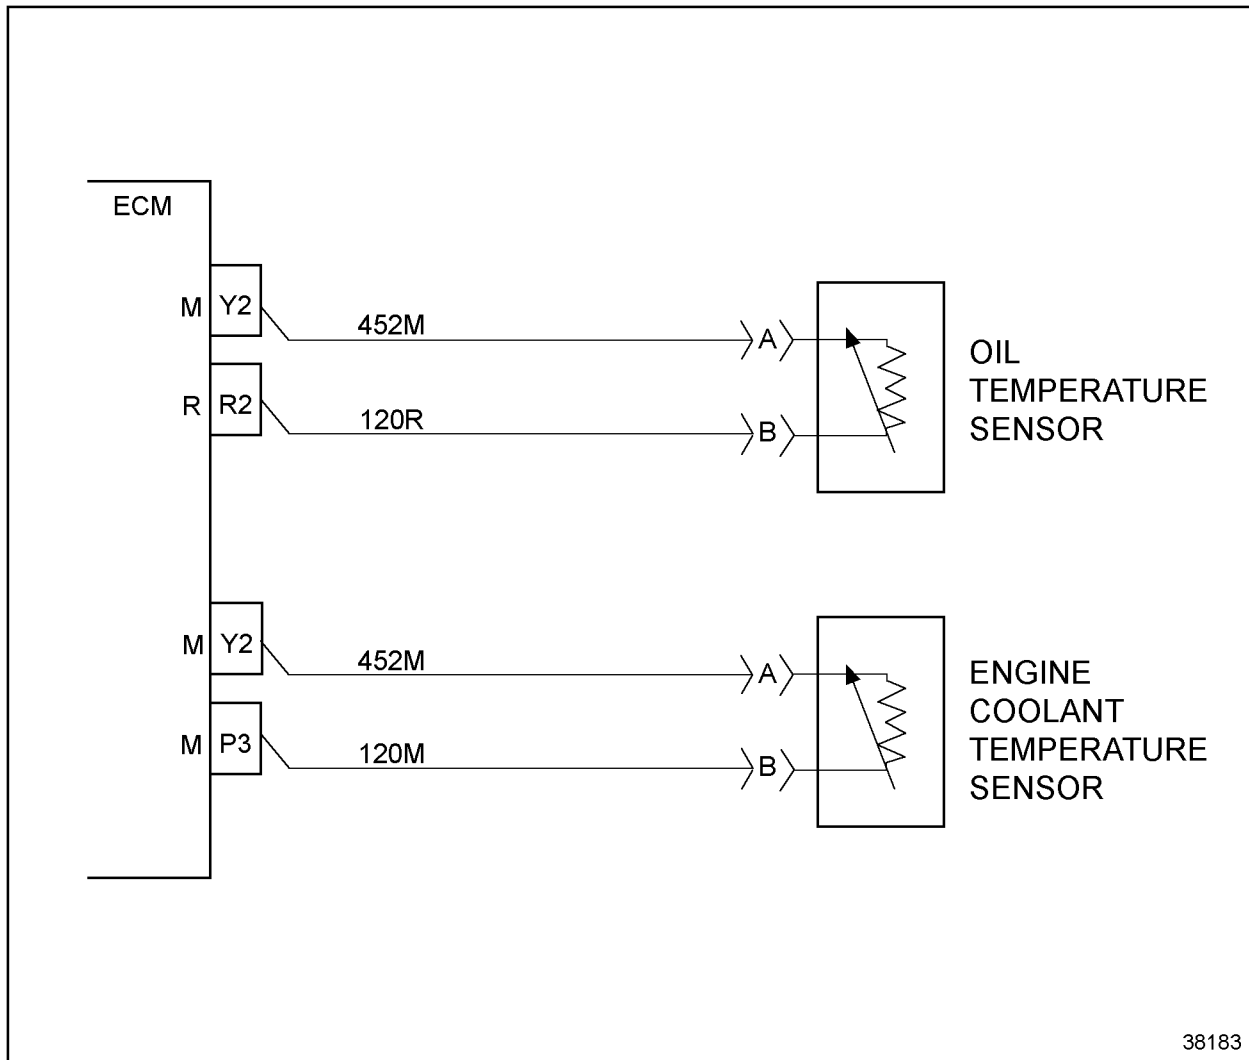 ECM
M Y2
452M
A
R R2
120R
B
OIL
TEMPERATURE
SENSOR
M Y2
452M
A
M P3
120M
B
ENGINE
COOLANT
TEMPERATURE
SENSOR
38183